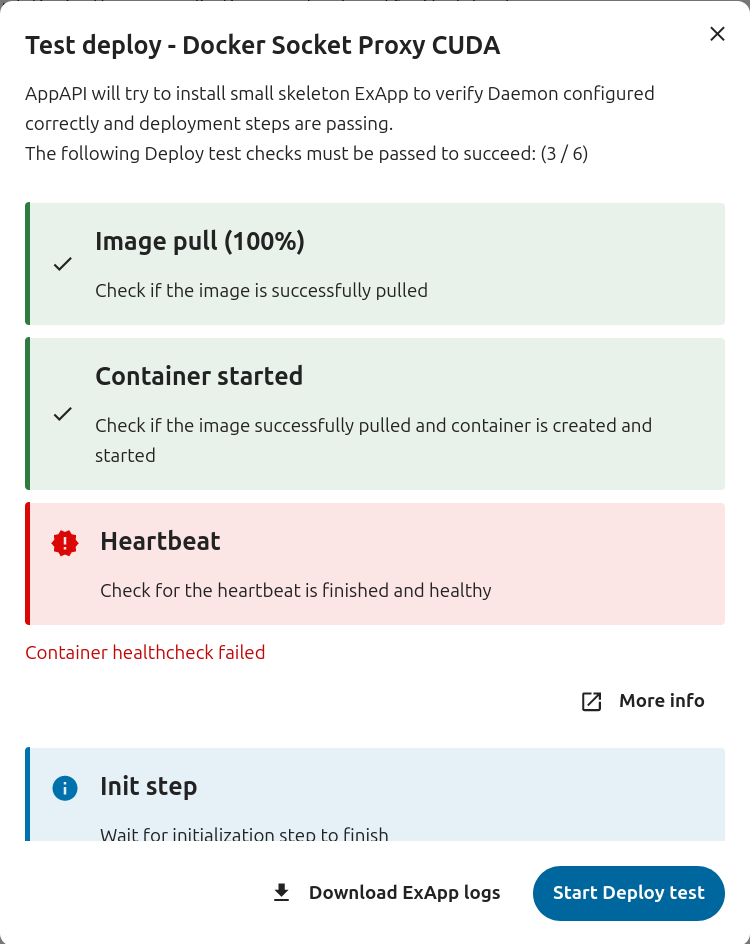 Test deploy - Docker Socket Proxy CUDA
AppAPI will try to install small skeleton ExApp to verify Daemon configured
correctly and deployment steps are passing.
The following Deploy test checks must be passed to succeed: (3 / 6)
Image pull (100%)
Check if the image is successfully pulled
Container started
Check if the image successfully pulled and container is created and
started
Heartbeat
Check for the heartbeat is finished and healthy
Container healthcheck failed
More info
Init step
Wait for initialization step to finish
Download ExApp logs
Start Deploy test